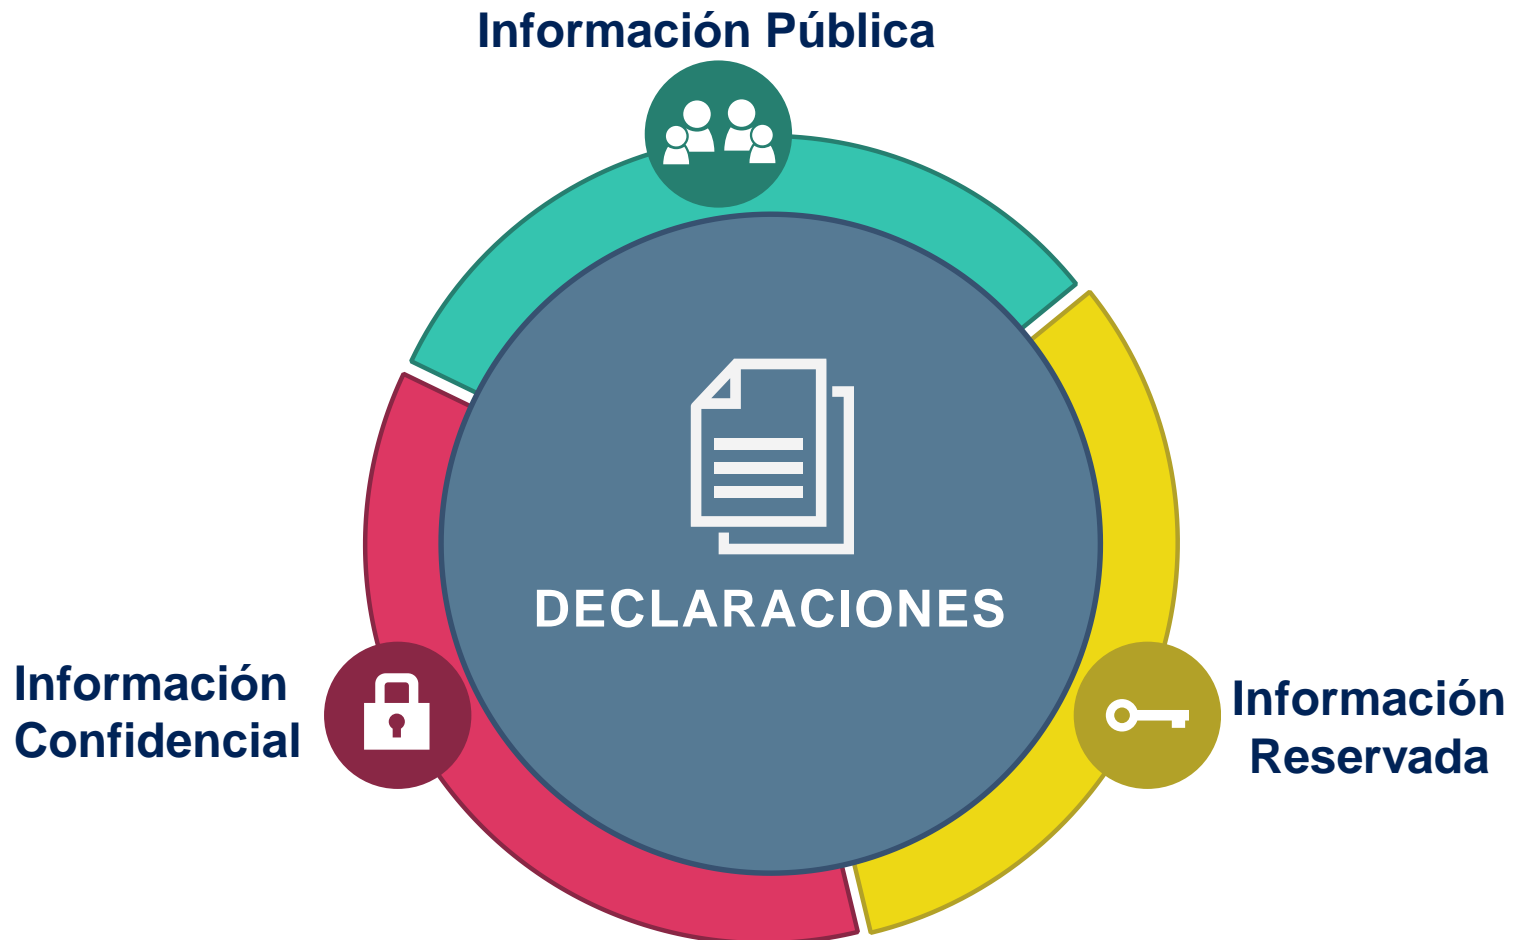 Información Pública
DECLARACIONES
Información
Confidencial
Información
Reservada